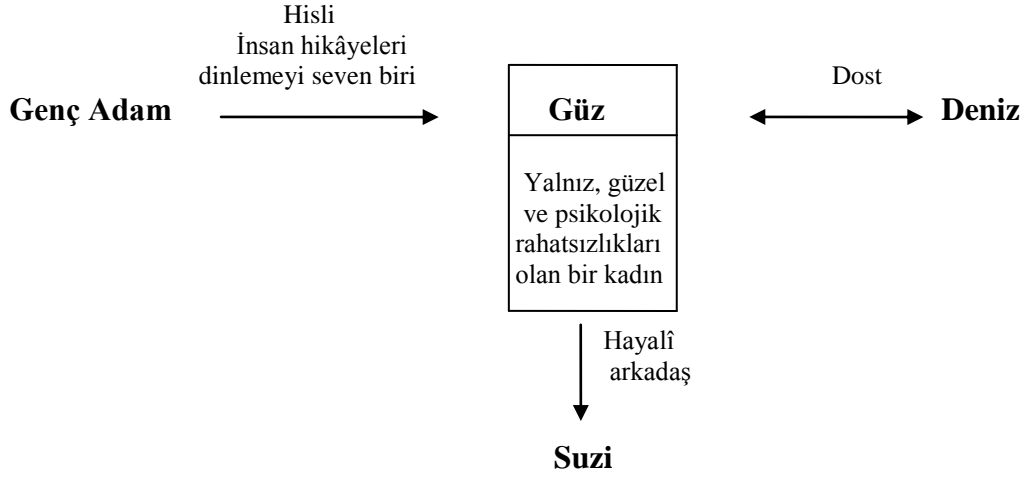 Hisli
İnsan hikâyeleri
dinlemeyi seven biri
Genç Adam
Güz
Dost
Deniz
Yalnız, güzel
ve psikolojik
rahatsızlıkları
olan bir kadın
Hayalî
arkadaş
Suzi